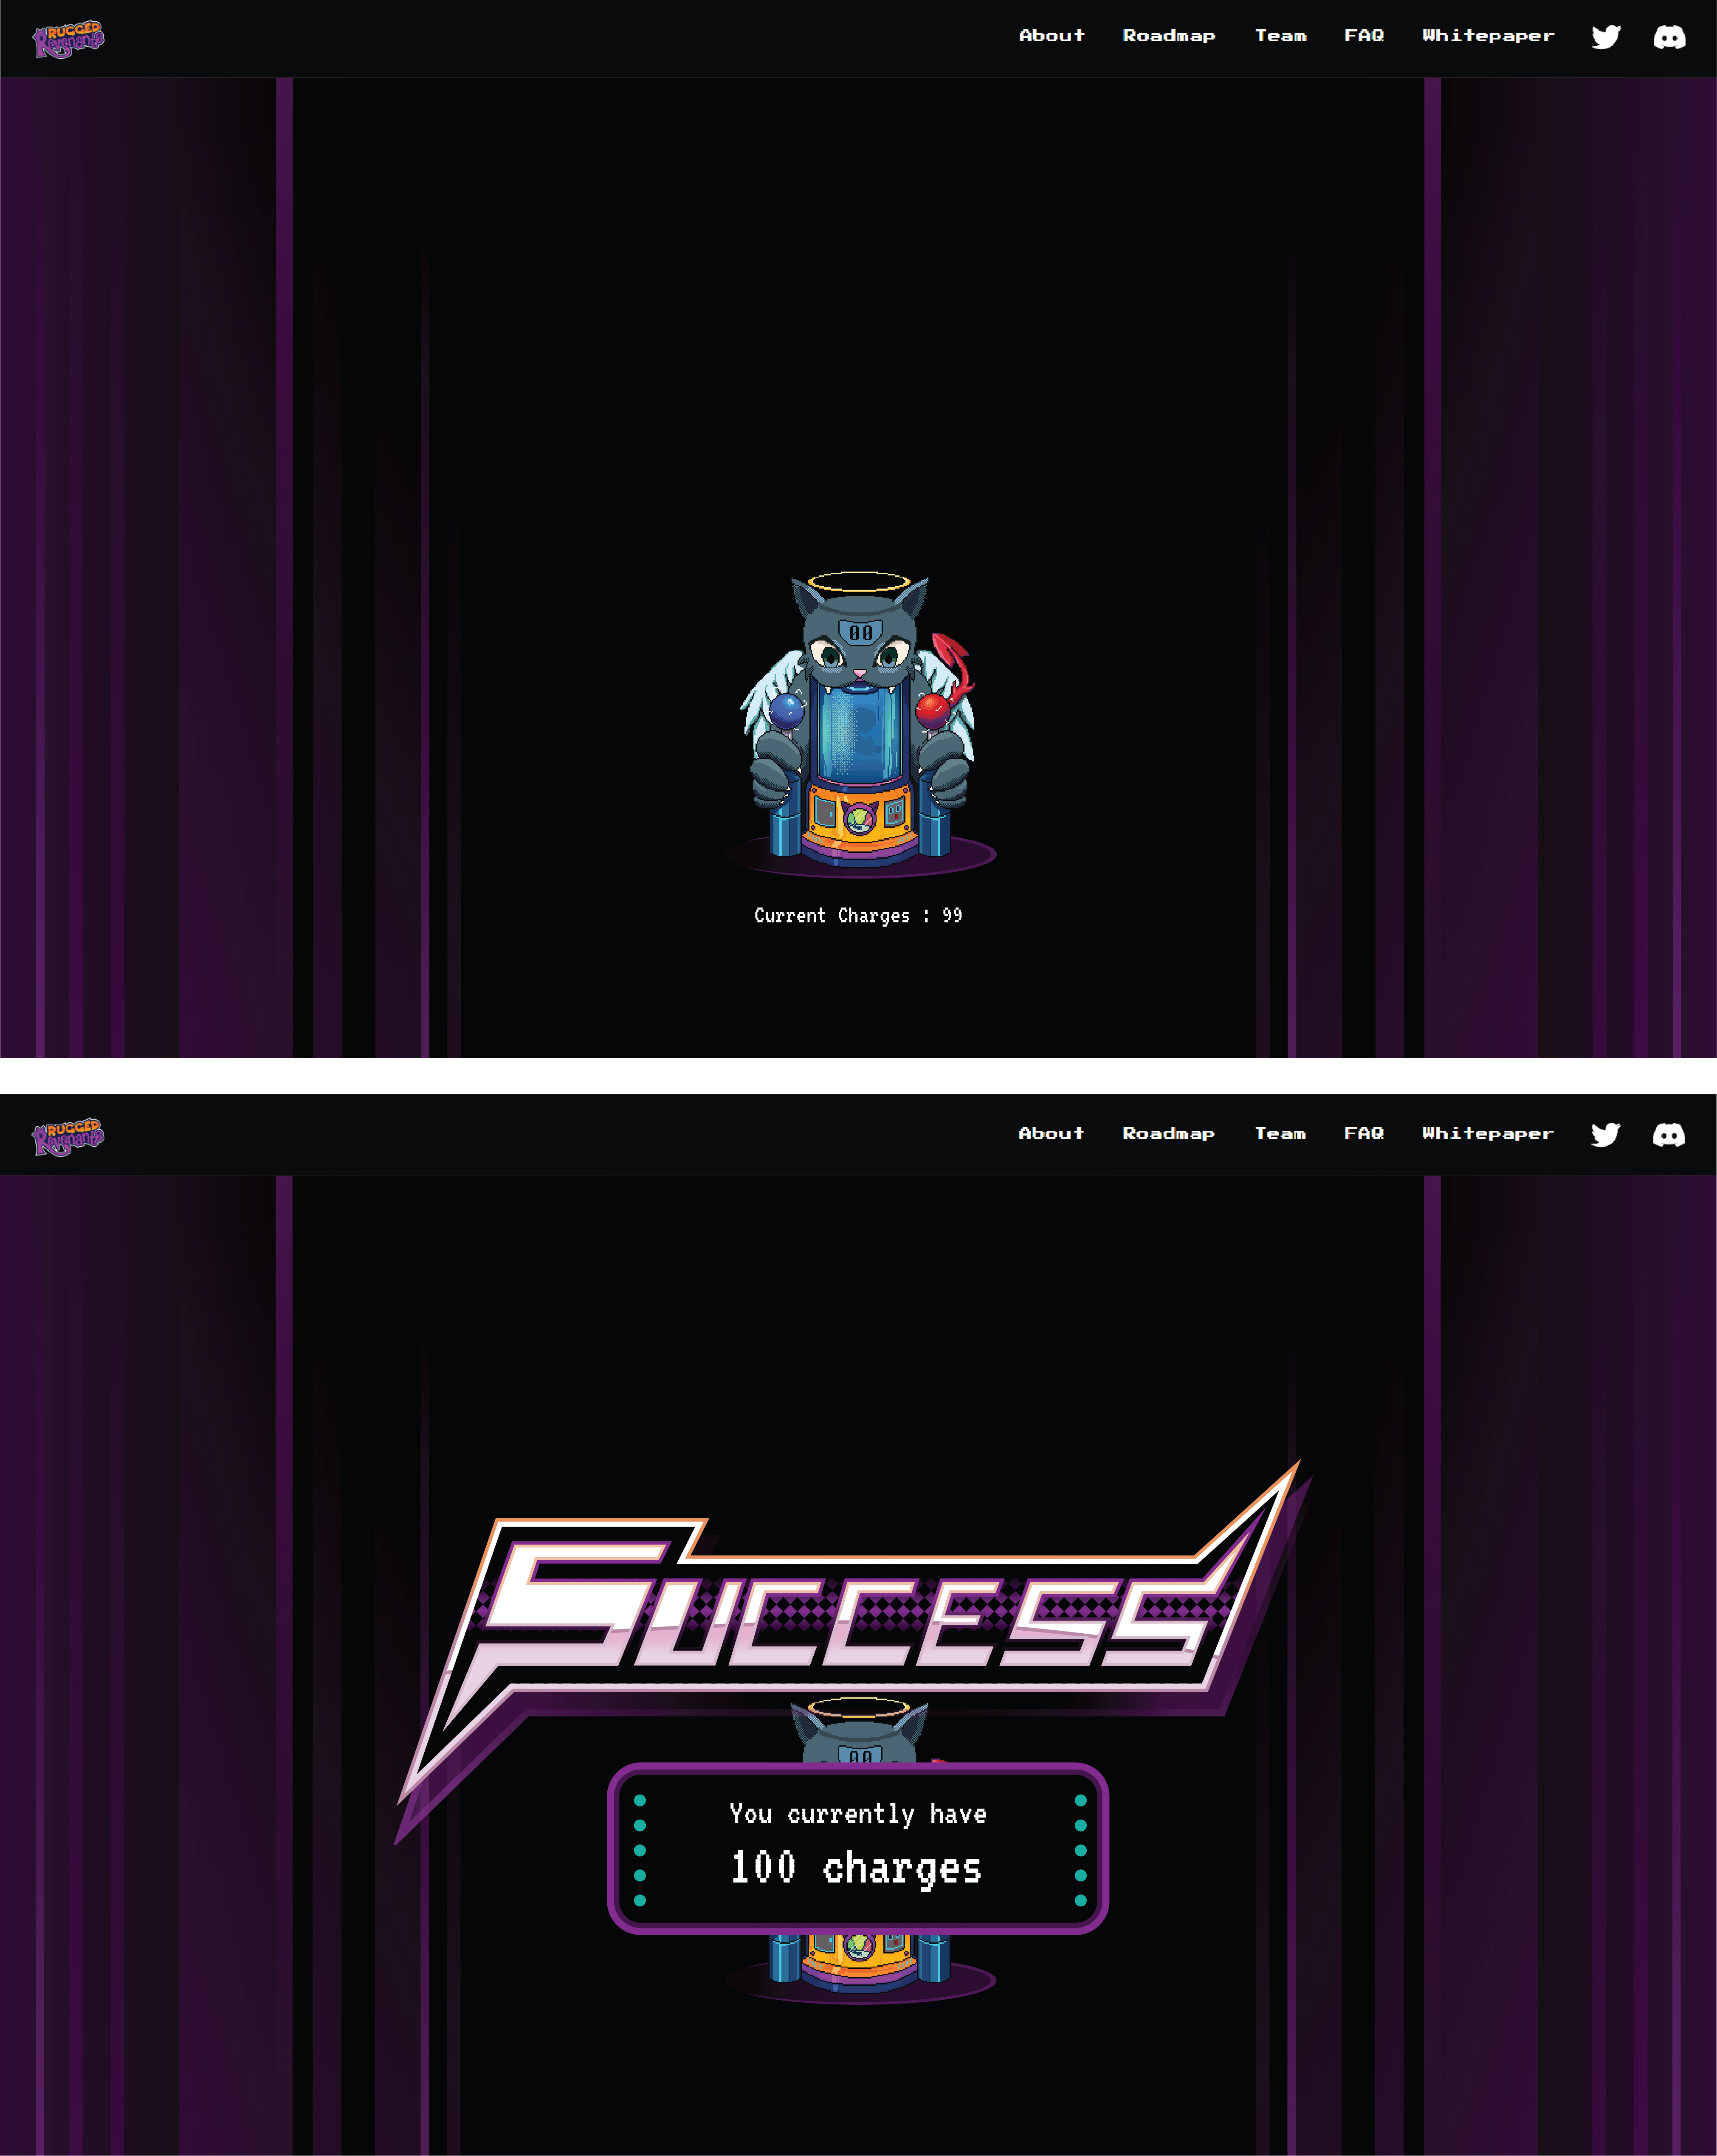 RUGGED
Revenants
About Roadmap Team FAQ Whitepaper
00
Current Charges : 99
RUGGED
Revenants
About Roadmap Team FAQ Whitepaper
SUCCESS
00
You currently have
100 charges